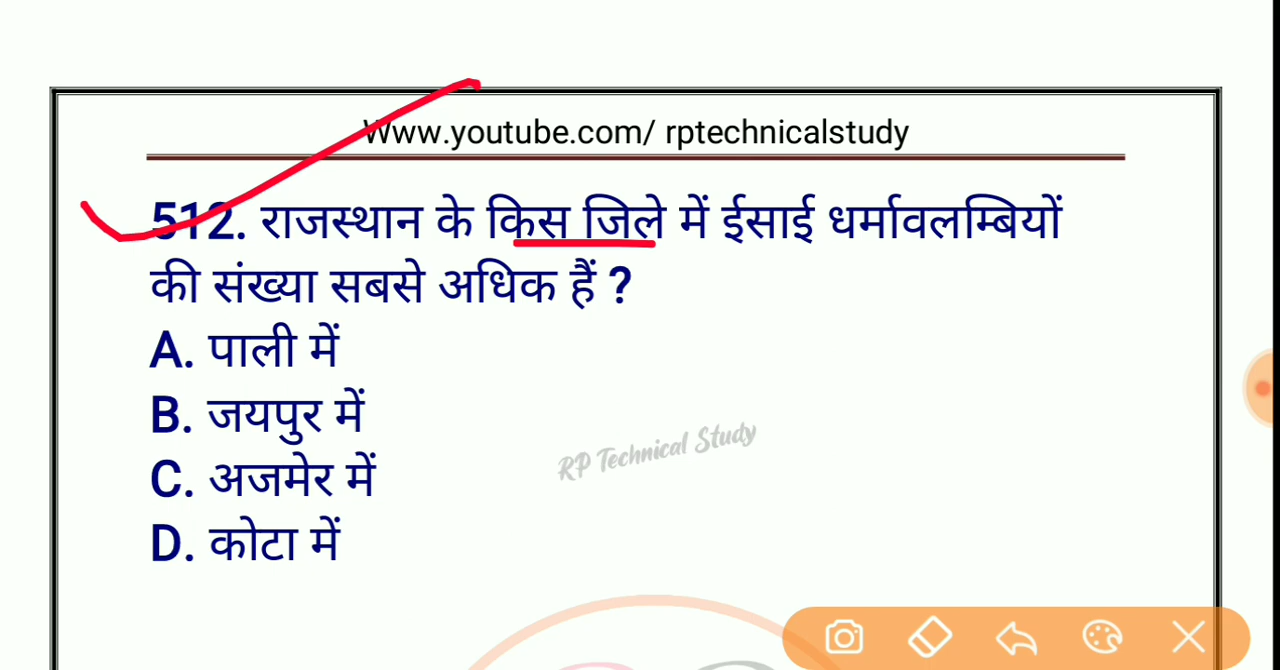 Www.youtube.com/ rptechnicalstudy
512. राजस्थान के किस जिले में ईसाई धर्मावलम्बियों
की संख्या सबसे अधिक हैं ?
A. पाली में
B. जयपुर में
RP Technical Study
C. अजमेर में
D. कोटा में